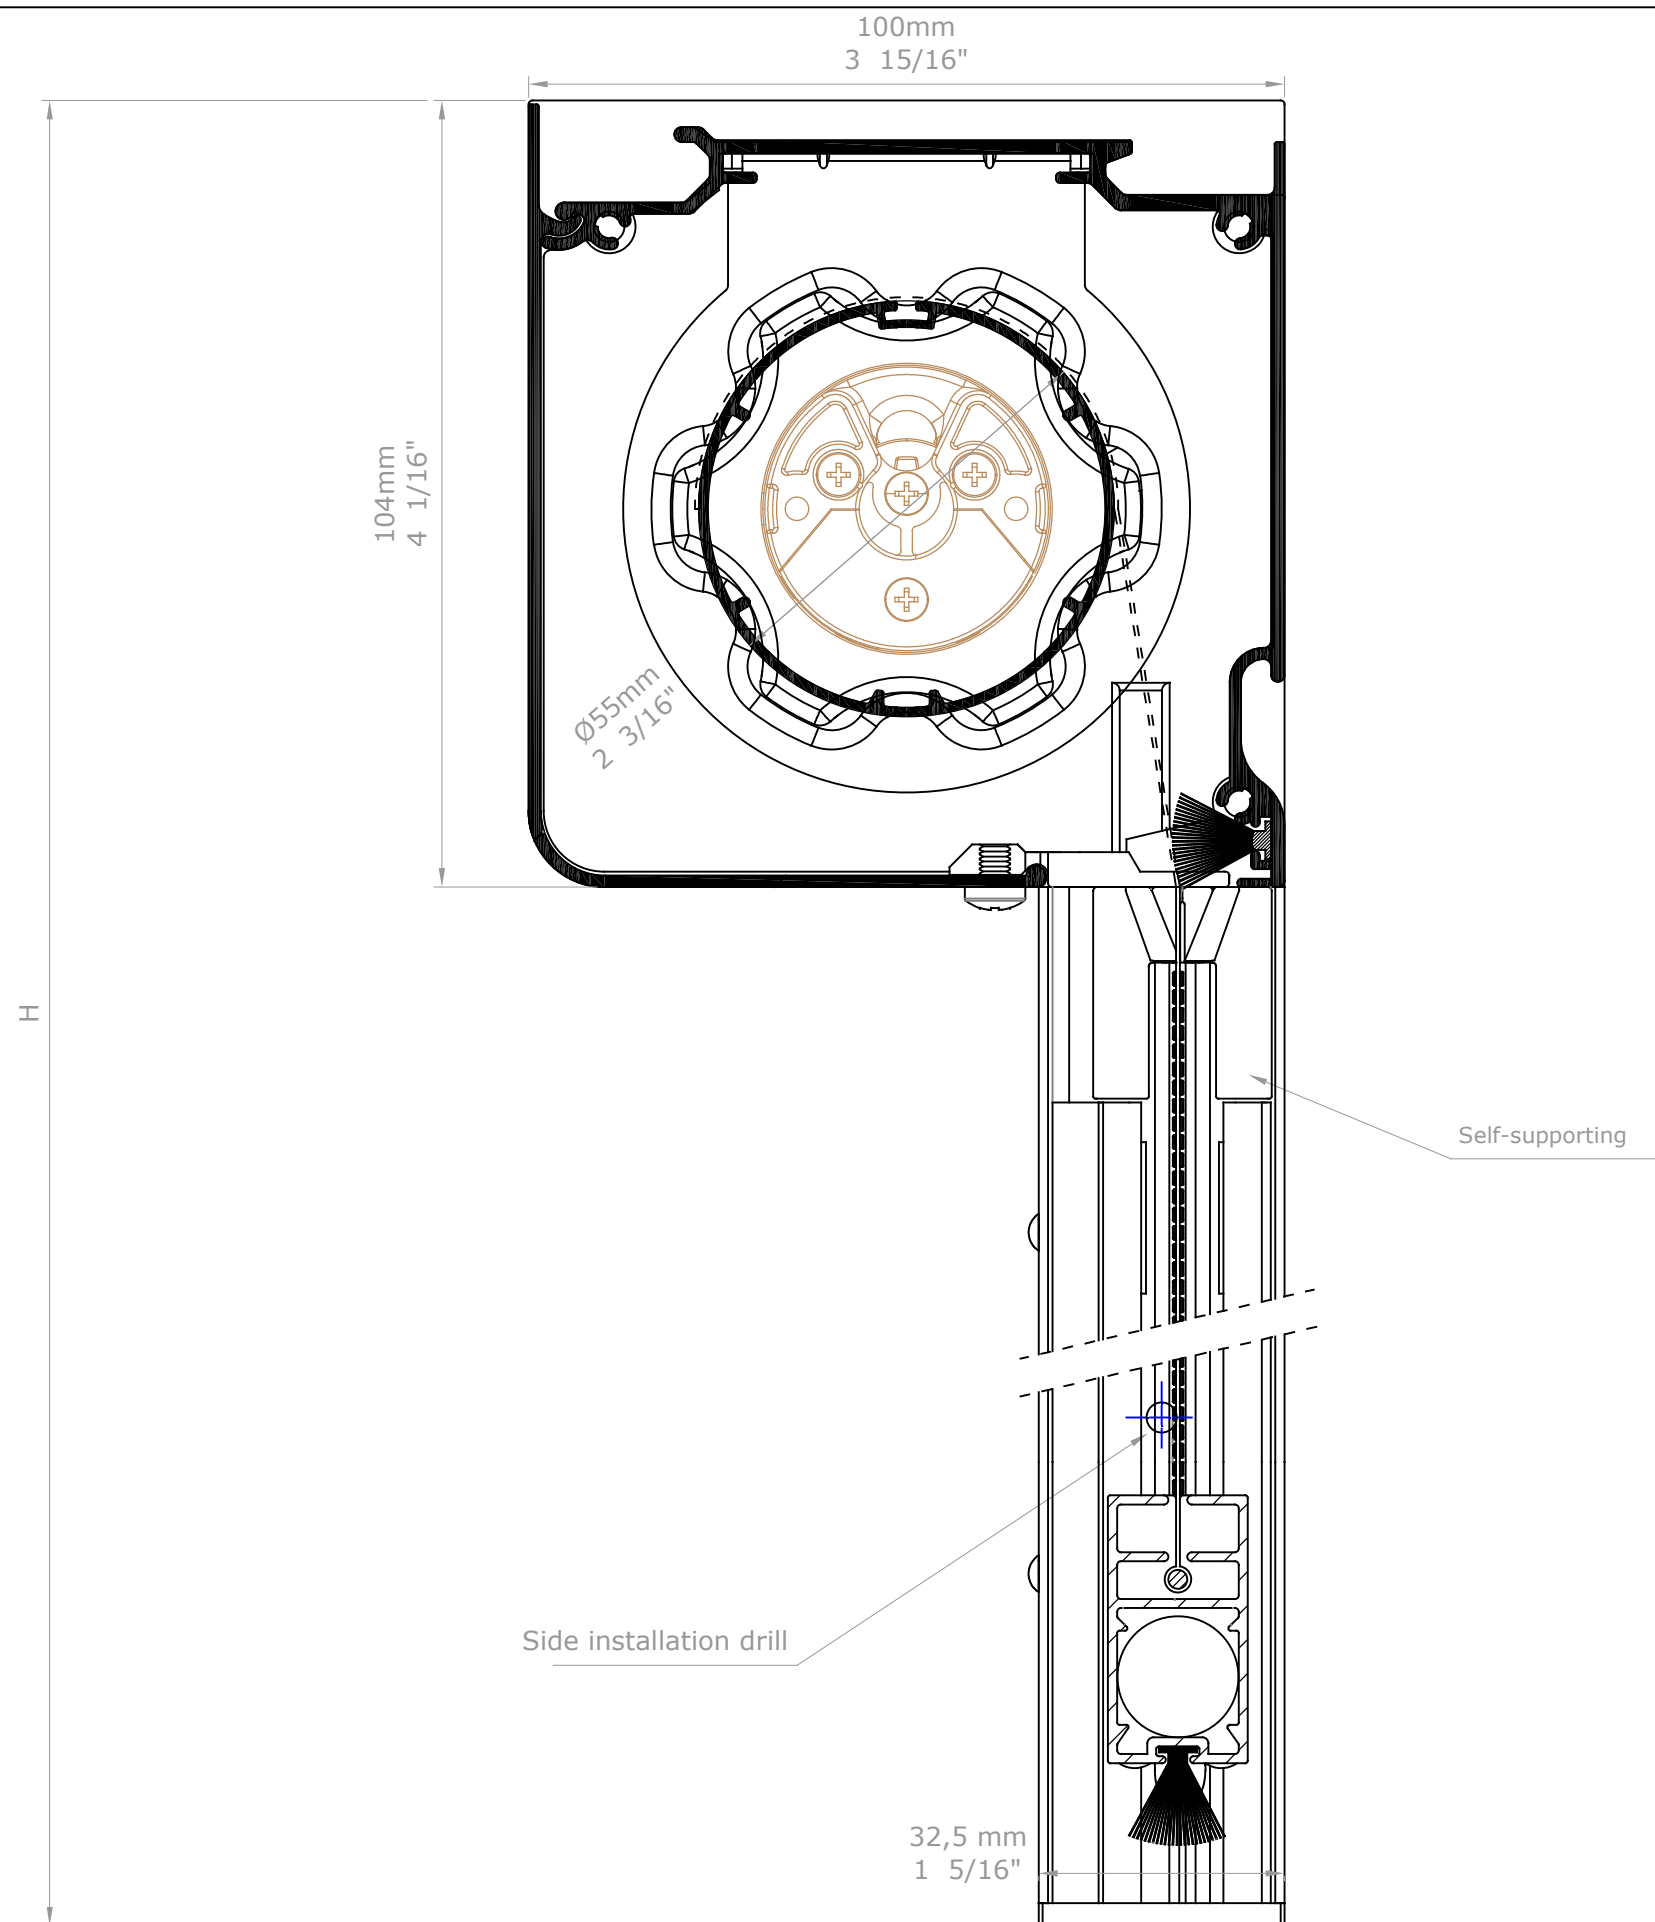 100mm
3 15/16"
104mm
4 1/16"
Ø55mm
2 3/16"
H
Self-supporting
Side installation drill
32,5 mm
1 5/16"